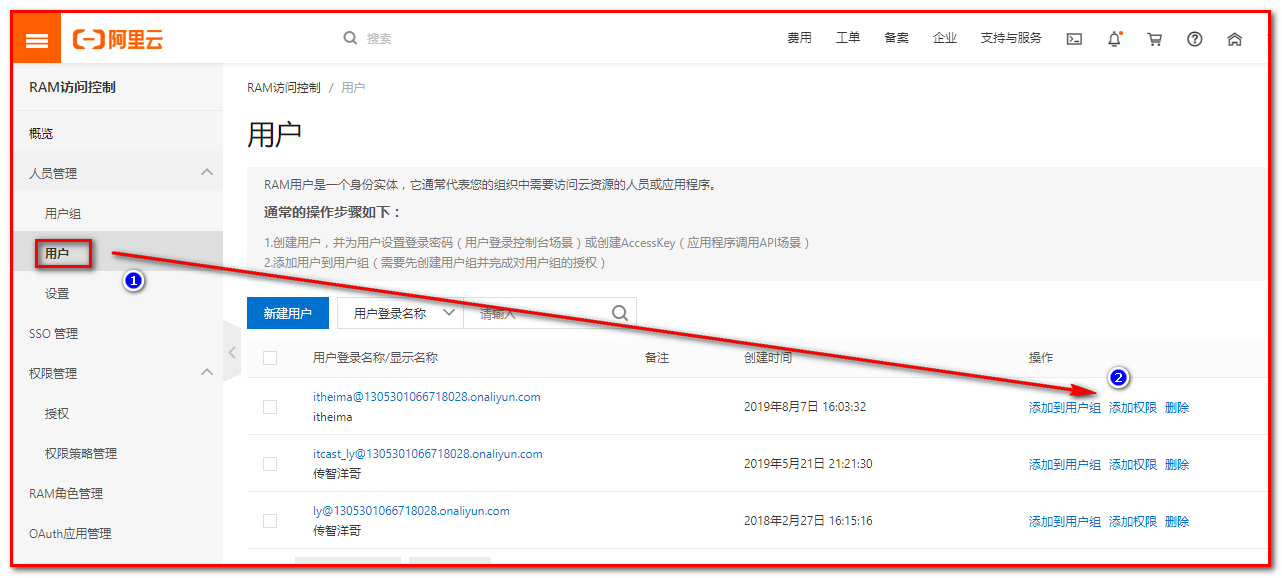 阿里云
搜索
费用 工单 备案 企业 支持与服务
RAM访问控制
概览
人员管理
用户组
用户
设置
SSO 管理
权限管理
授权
权限策略管理
RAM角色管理
OAuth应用管理
RAM访问控制 / 用户
用户
RAM用户是一个身份实体，它通常代表您的组织中需要访问云资源的人员或应用程序。
通常的操作步骤如下：
1.创建用户，并为用户设置登录密码（用户登录控制台场景）或创建AccessKey（应用程序调用API场景）
2.添加用户到用户组（需要先创建用户组并完成对用户组的授权）
新建用户 用户登录名称 请输入
用户登录名称/显示名称 备注 创建时间 操作
itheima@1305301066718028.onaliyun.com
itheima
2019年8月7日 16:03:32 添加到用户组 添加权限 删除
itcast_ly@1305301066718028.onaliyun.com
传智洋哥
2019年5月21日 21:21:30 添加到用户组 添加权限 删除
ly@1305301066718028.onaliyun.com
传智洋哥
2018年2月27日 16:15:16 添加到用户组 添加权限 删除
1
2